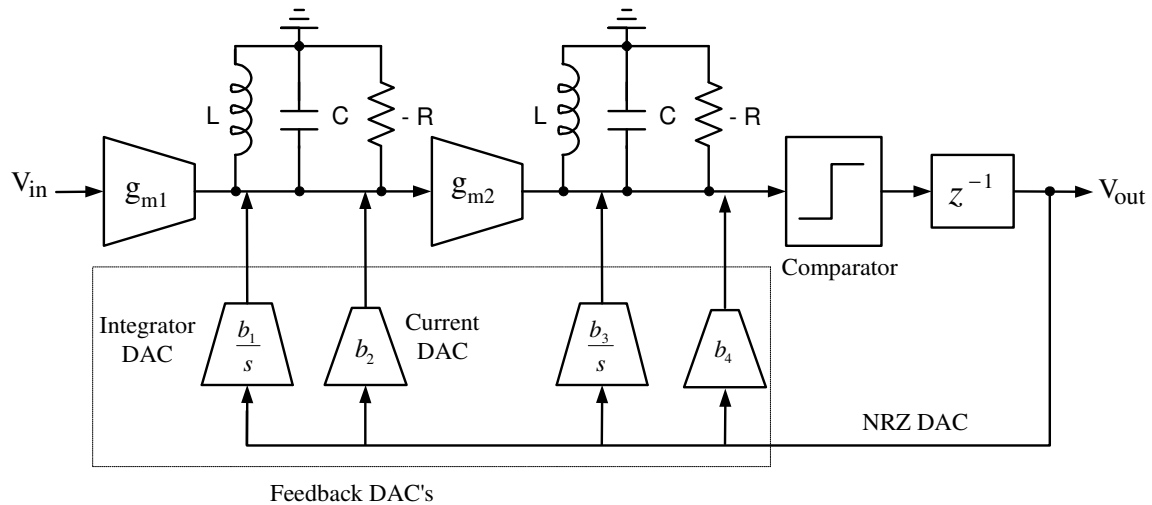 L
C
- R
L
C
- R
V_in
g_m1
g_m2
z^{-1}
V_out
Comparator
Integrator
DAC
b_1
s
b_2
Current
DAC
b_3
s
b_4
NRZ DAC
Feedback DAC's